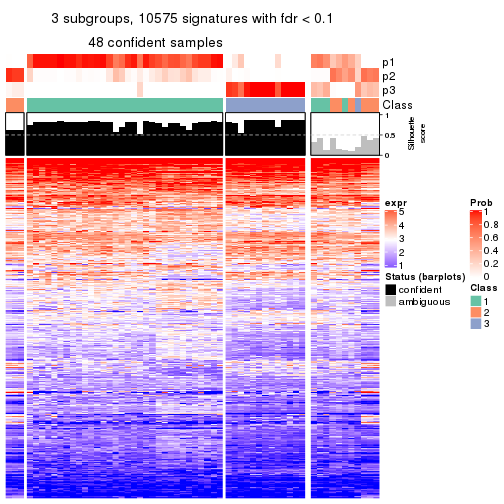 3 subgroups, 10575 signatures with fdr < 0.1
48 confident samples
p1
p2
p3
Class
1
0.5
0
Silhouette
score
expr
5
4
3
2
1
Status (barplots)
confident
ambiguous
Prob
1
0.8
0.6
0.4
0.2
0
Class
1
2
3